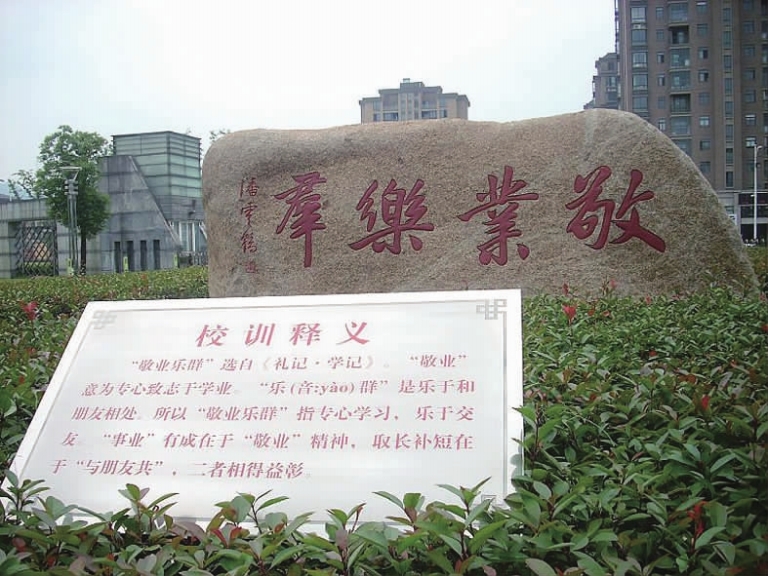 敬業樂羣
潘雲鶴
校训释义
“敬业乐群”选自《礼记·学记》。“敬业”
意为专心致志于学业。“乐(音:yào)群”是乐于和
朋友相处。所以“敬业乐群”指专心学习，乐于交
友。“事业”有成在于“敬业”精神，取长补短在
于“与朋友共”，二者相得益彰。